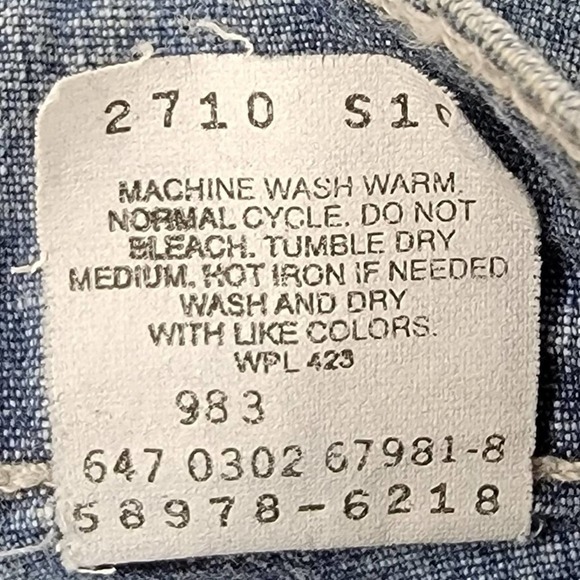 2710 S1
MACHINE WASH WARM.
NORMAL CYCLE. DO NOT
BLEACH. TUMBLE DRY
MEDIUM. HOT IRON IF NEEDED
WASH AND DRY
WITH LIKE COLORS.
WPL 423
983
647 0302 67981-8
58978-6218